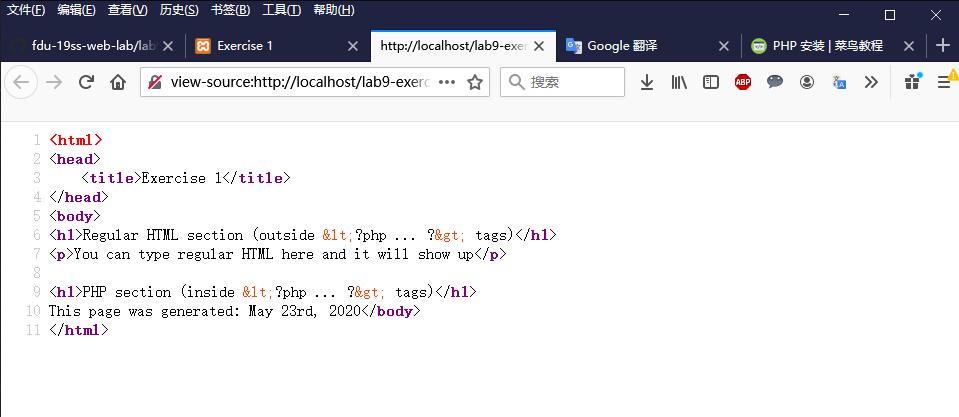 文件(F) 编辑(E) 查看(V) 历史(S) 书签(B) 工具(T) 帮助(H)
fdu-19ss-web-lab/lab Exercise 1 http://localhost/lab9-exer Google 翻译 PHP 安装 | 菜鸟教程
view-source:http://localhost/lab9-exerc 搜索 ABP
1 <html>
2 <head>
3 <title>Exercise 1</title>
4 </head>
5 <body>
6 <h1>Regular HTML section (outside &lt;?php ... ?&gt; tags)</h1>
7 <p>You can type regular HTML here and it will show up</p>
8
9 <h1>PHP section (inside &lt;?php ... ?&gt; tags)</h1>
10 This page was generated: May 23rd, 2020</body>
11 </html>